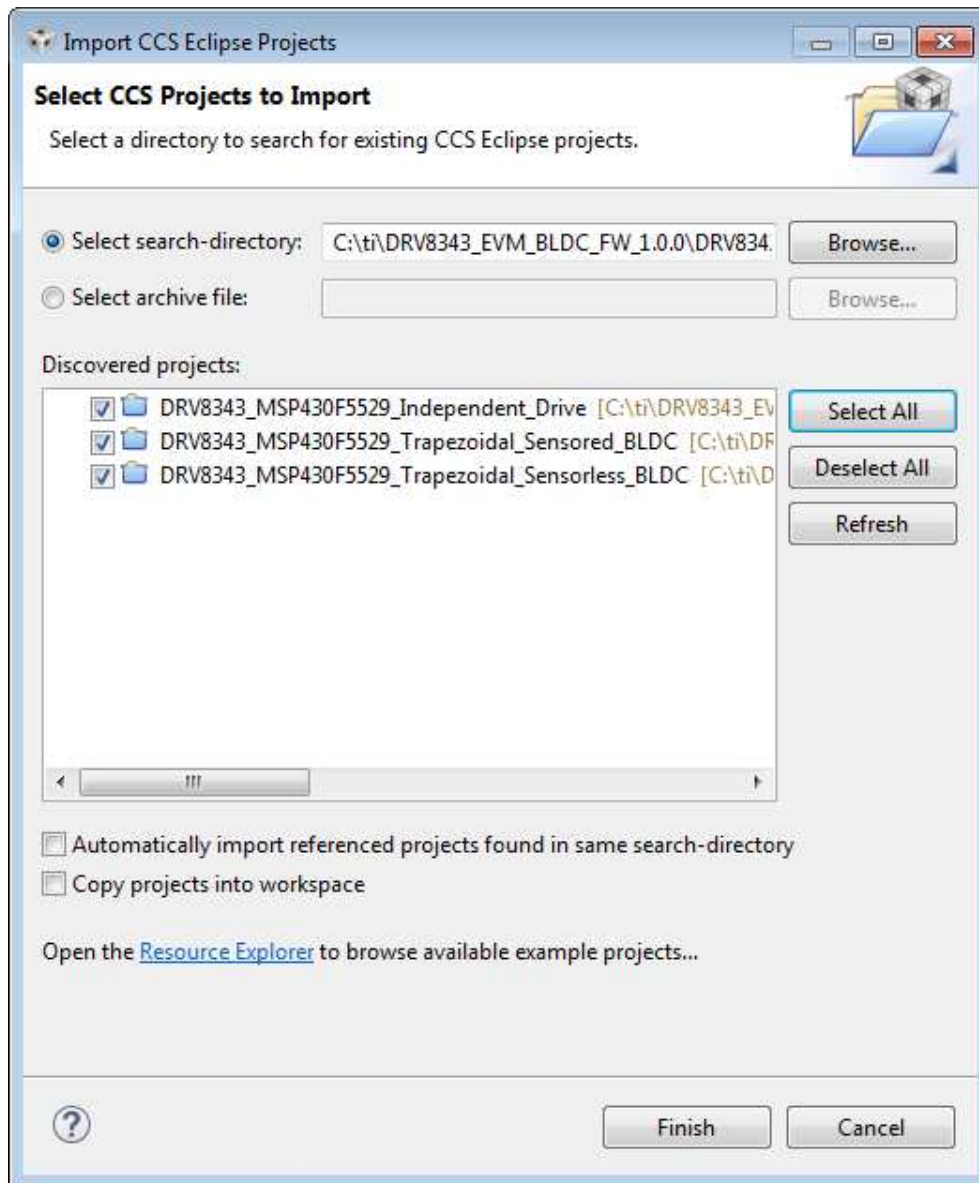 Import CCS Eclipse Projects
Select CCS Projects to Import
Select a directory to search for existing CCS Eclipse projects.
Select search-directory: C:\ti\DRV8343_EVM_BLDC_FW_1.0.0\DRV834. Browse...
Select archive file: Browse...
Discovered projects:
DRV8343_MSP430F5529_Independent_Drive [C:\ti\DRV8343_EV
Select All
DRV8343_MSP430F5529_Trapezoidal_Sensored_BLDC [C:\ti\DR
DRV8343_MSP430F5529_Trapezoidal_Sensorless_BLDC [C:\ti\D
Deselect All
Refresh
Automatically import referenced projects found in same search-directory
Copy projects into workspace
Open the Resource Explorer to browse available example projects...
? Finish Cancel